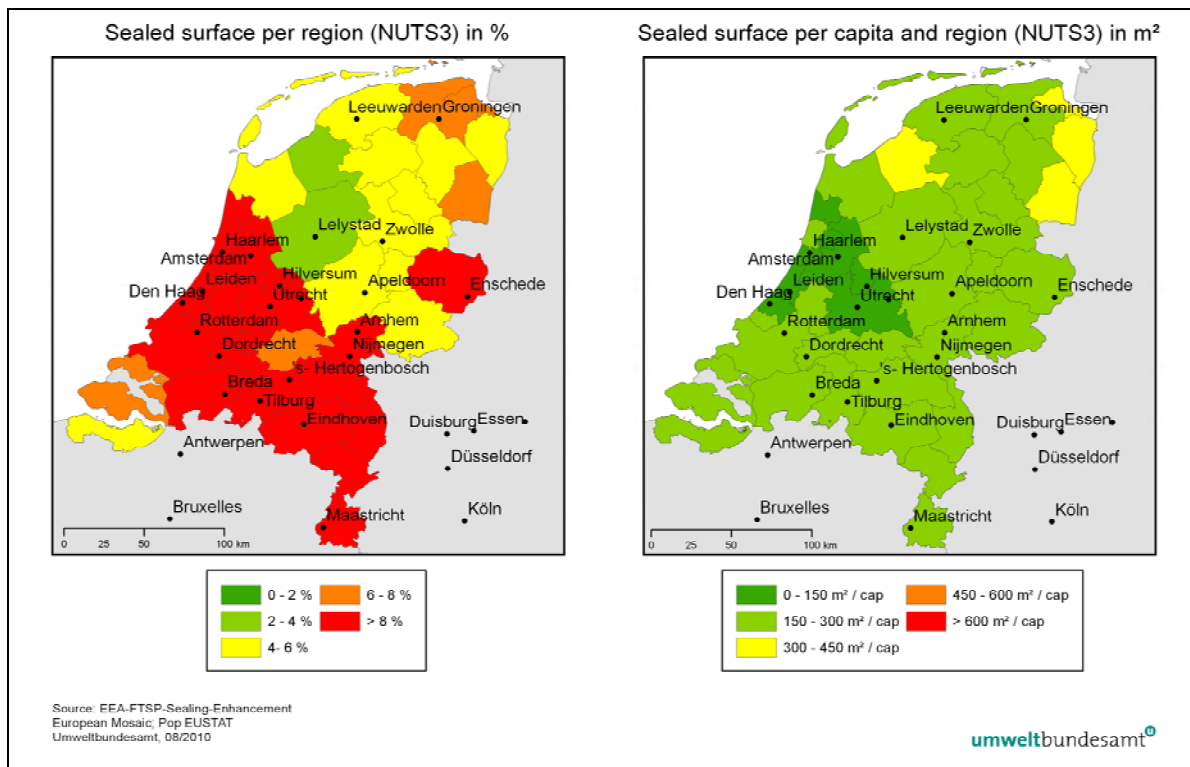 Sealed surface per region (NUTS3) in %
Leeuwarden Groningen
Lelystad
Zwolle
Haarlem
Amsterdam
Leiden
Hilversum
Apeldoorn
Den Haag
Utrecht
Enschede
Rotterdam
Arnhem
Dordrecht
Nijmegen
's- Hertogenbosch
Breda
Tilburg
Eindhoven
Duisburg Essen
Antwerpen
Düsseldorf
Bruxelles
Maastricht
Köln
0 25 50 100 km
0 - 2 %
2 - 4 %
4- 6 %
6 - 8 %
> 8 %
Sealed surface per capita and region (NUTS3) in m²
Leeuwarden Groningen
Lelystad
Zwolle
Haarlem
Amsterdam
Leiden
Hilversum
Apeldoorn
Den Haag
Utrecht
Enschede
Rotterdam
Arnhem
Dordrecht
Nijmegen
's- Hertogenbosch
Breda
Tilburg
Eindhoven
Duisburg Essen
Antwerpen
Düsseldorf
Bruxelles
Maastricht
Köln
0 25 50 100 km
0 - 150 m² / cap
150 - 300 m² / cap
300 - 450 m² / cap
450 - 600 m² / cap
> 600 m² / cap
Source: EEA-FTSP-Sealing-Enhancement
European Mosaic; Pop EUSTAT
Umweltbundesamt, 08/2010
umweltbundesamt u